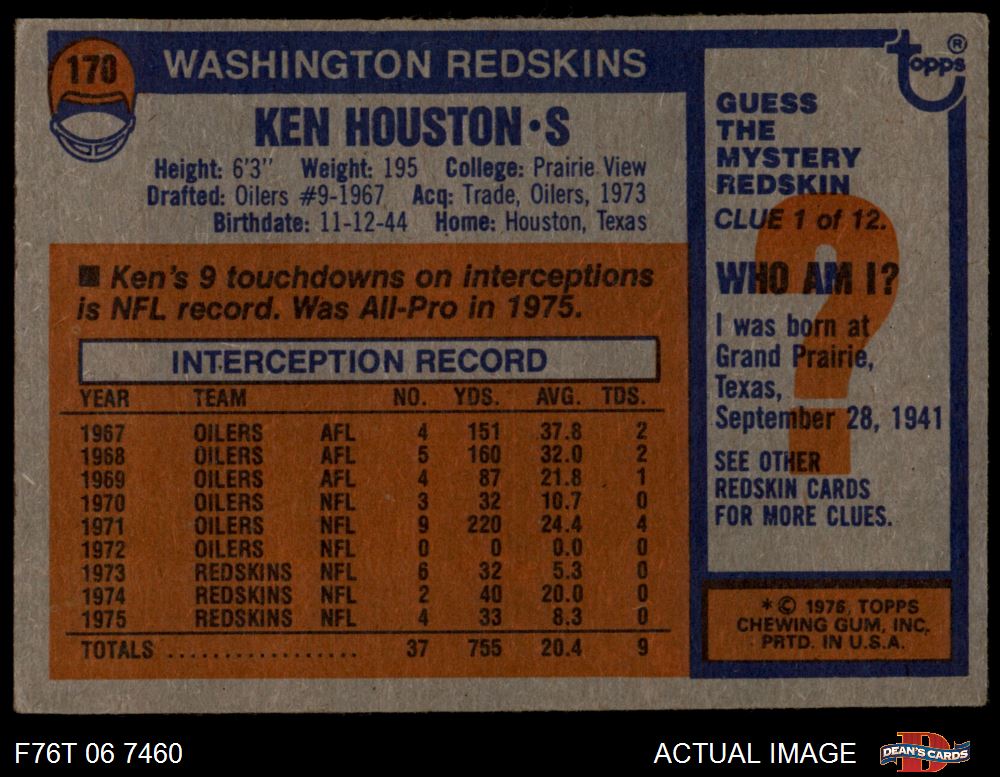 170
WASHINGTON REDSKINS
KEN HOUSTON•S
Height: 6'3" Weight: 195 College: Prairie View
Drafted: Oilers #9-1967 Acq: Trade, Oilers, 1973
Birthdate: 11-12-44 Home: Houston, Texas
■ Ken's 9 touchdowns on interceptions
is NFL record. Was All-Pro in 1975.
INTERCEPTION RECORD
YEAR TEAM NO. YDS. AVG. TDS.
1967 OILERS AFL 4 151 37.8 2
1968 OILERS AFL 5 160 32.0 2
1969 OILERS AFL 4 87 21.8 1
1970 OILERS NFL 3 32 10.7 0
1971 OILERS NFL 9 220 24.4 4
1972 OILERS NFL 0 0 0.0 0
1973 REDSKINS NFL 6 32 5.3 0
1974 REDSKINS NFL 2 40 20.0 0
1975 REDSKINS NFL 4 33 8.3 0
TOTALS .................. 37 755 20.4 9
topps ®
GUESS
THE
MYSTERY
REDSKIN
CLUE 1 of 12.
?
WHO AM I?
I was born at
Grand Prairie,
Texas,
September 28, 1941
SEE OTHER
REDSKIN CARDS
FOR MORE CLUES.
* © 1976, TOPPS
CHEWING GUM, INC.
PRTD. IN U.S.A.
F76T 06 7460
ACTUAL IMAGE
D
DEAN'S CARDS